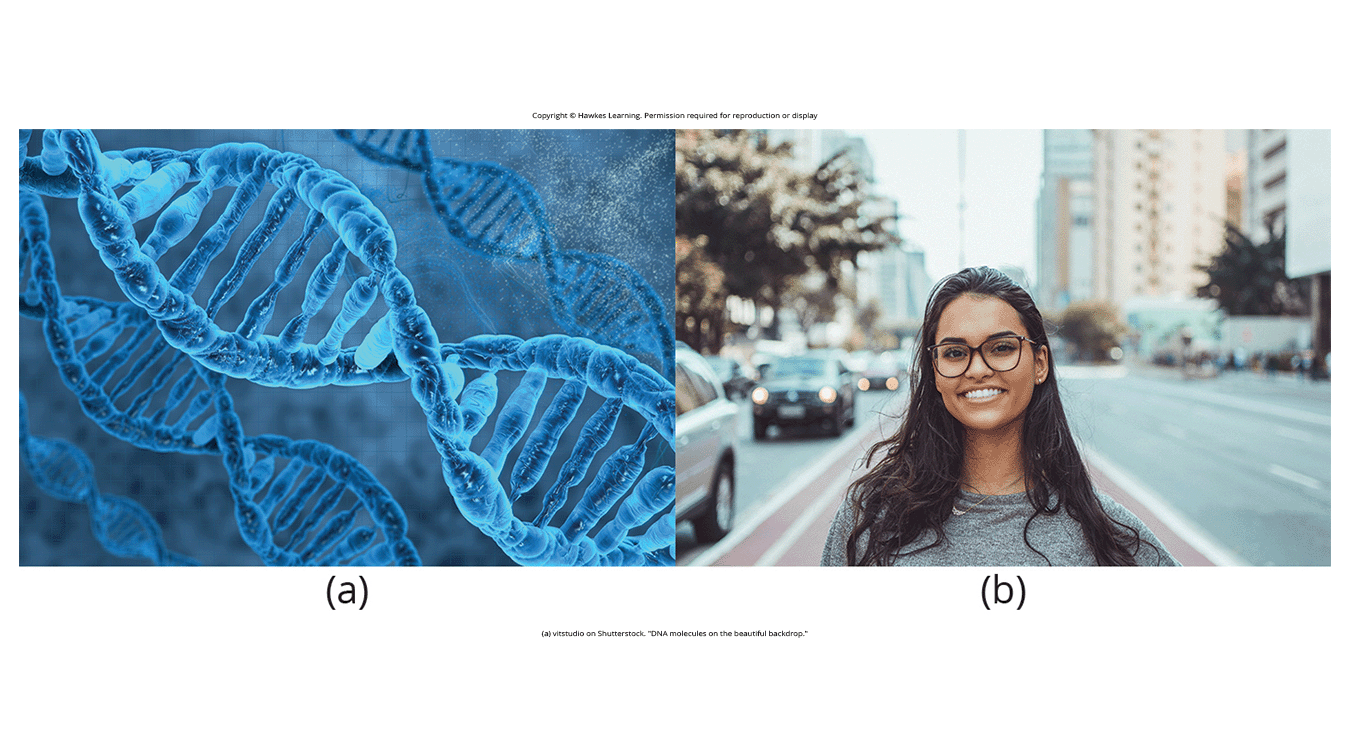 Copyright © Hawkes Learning. Permission required for reproduction or display
(a)
(b)
(a) vitstudio on Shutterstock. "DNA molecules on the beautiful backdrop."